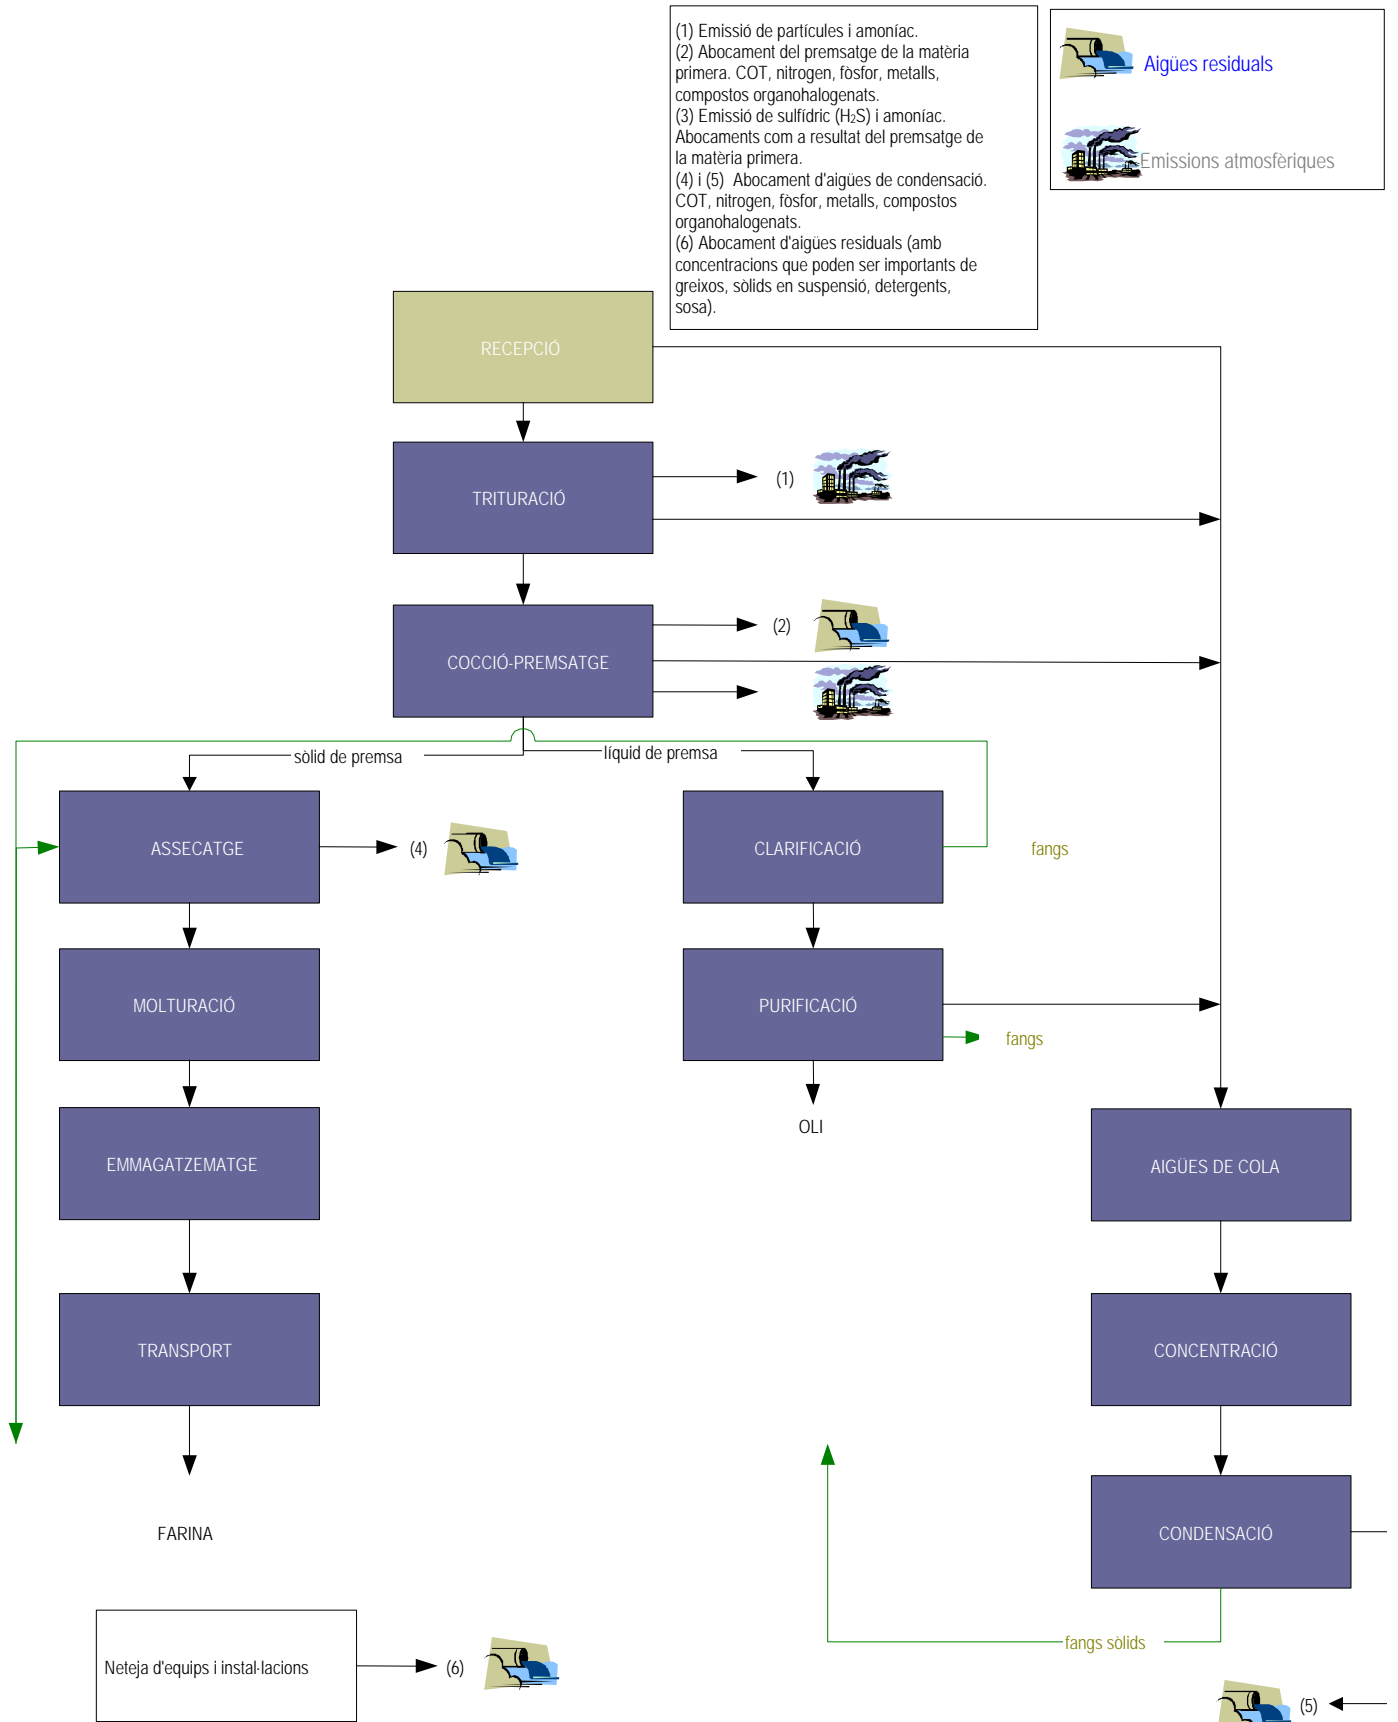 (1) Emissió de partícules i amoníac.
(2) Abocament del premsatge de la matèria
primera. COT, nitrogen, fòsfor, metalls,
compostos organohalogenats.
(3) Emissió de sulfídric (H2S) i amoníac.
Abocaments com a resultat del premsatge de
la matèria primera.
(4) i (5) Abocament d'aigües de condensació.
COT, nitrogen, fòsfor, metalls, compostos
organohalogenats.
(6) Abocament d'aigües residuals (amb
concentracions que poden ser importants de
greixos, sòlids en suspensió, detergents,
sosa).
Aigües residuals
Emissions atmosfèriques
RECEPCIÓ
TRITURACIÓ
(1)
COCCIÓ-PREMSATGE
(2)
sòlid de premsa
líquid de premsa
ASSECATGE
(4)
CLARIFICACIÓ
fangs
MOLTURACIÓ
PURIFICACIÓ
fangs
OLI
EMMAGATZEMATGE
AIGÜES DE COLA
TRANSPORT
CONCENTRACIÓ
FARINA
CONDENSACIÓ
fangs sòlids
Neteja d'equips i instal·lacions
(6)
(5)